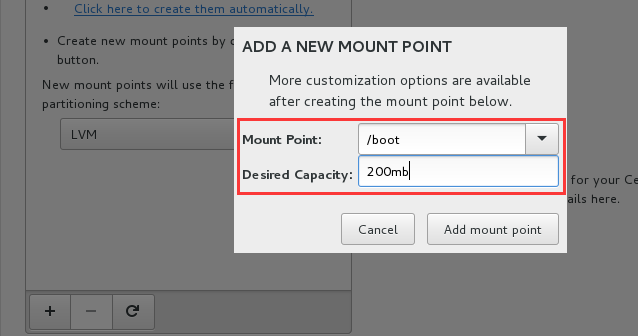 Click here to create them automatically.
• Create new mount points by c
button.
New mount points will use the f
partitioning scheme:
LVM
ADD A NEW MOUNT POINT
More customization options are available
after creating the mount point below.
Mount Point: /boot
Desired Capacity: 200mb
Cancel Add mount point
for your Ce
ails here.